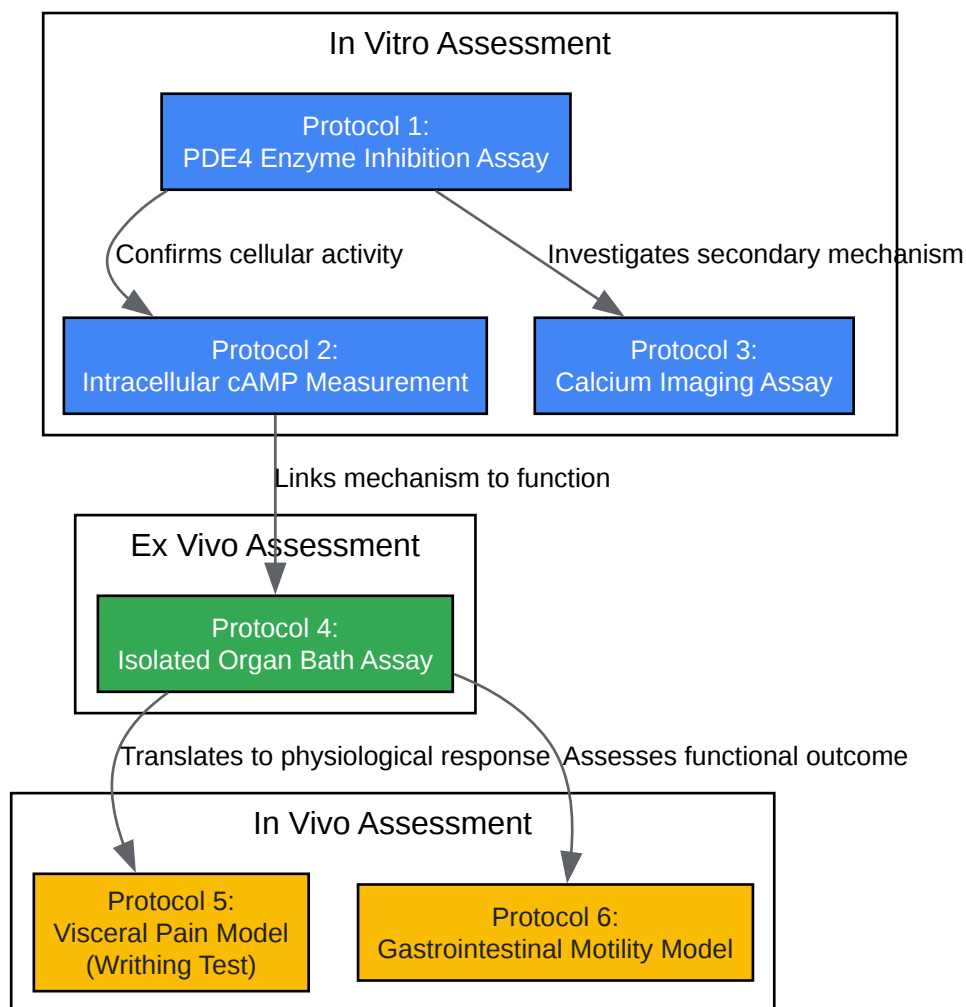 In Vitro Assessment
Protocol 1:
PDE4 Enzyme Inhibition Assay
Confirms cellular activity
Investigates secondary mechanism
Protocol 2:
Intracellular cAMP Measurement
Protocol 3:
Calcium Imaging Assay
Links mechanism to function
Ex Vivo Assessment
Protocol 4:
Isolated Organ Bath Assay
Translates to physiological response
Assesses functional outcome
In Vivo Assessment
Protocol 5:
Visceral Pain Model
(Writhing Test)
Protocol 6:
Gastrointestinal Motility Model